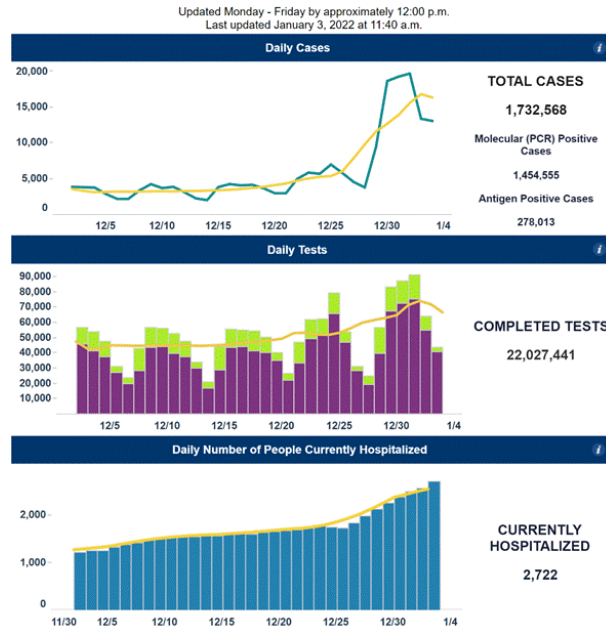 Updated Monday - Friday by approximately 12:00 p.m.
Last updated January 3, 2022 at 11:40 a.m.
Daily Cases
i
20,000
15,000
10,000
5,000
0
12/5
12/10
12/15
12/20
12/25
12/30
1/4
TOTAL CASES
1,732,568
Molecular (PCR) Positive
Cases
1,454,555
Antigen Positive Cases
278,013
Daily Tests
i
90,000
80,000
70,000
60,000
50,000
40,000
30,000
20,000
10,000
12/5
12/10
12/15
12/20
12/25
12/30
1/4
COMPLETED TESTS
22,027,441
Daily Number of People Currently Hospitalized
i
2,000
1,000
0
11/30
12/5
12/10
12/15
12/20
12/25
12/30
1/4
CURRENTLY
HOSPITALIZED
2,722